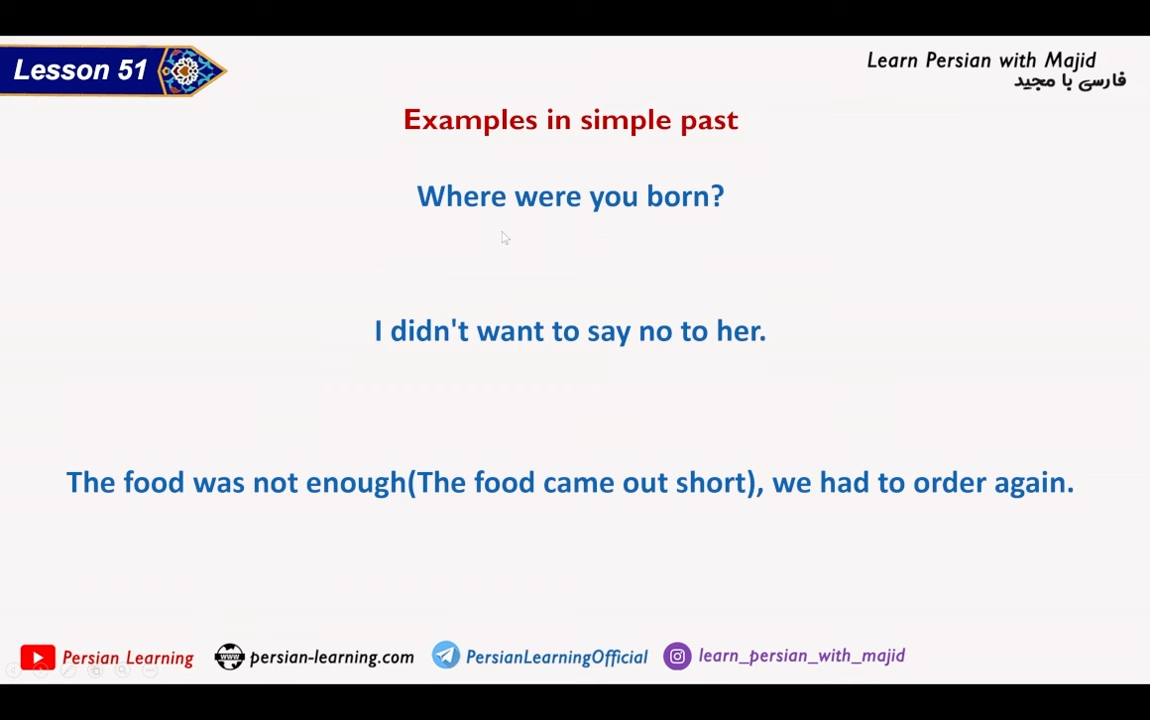 Lesson 51
Learn Persian with Majid
فارسی با مجید
Examples in simple past
Where were you born?
I didn't want to say no to her.
The food was not enough(The food came out short), we had to order again.
Persian Learning
www
persian-learning.com
PersianLearningOfficial
learn_persian_with_majid